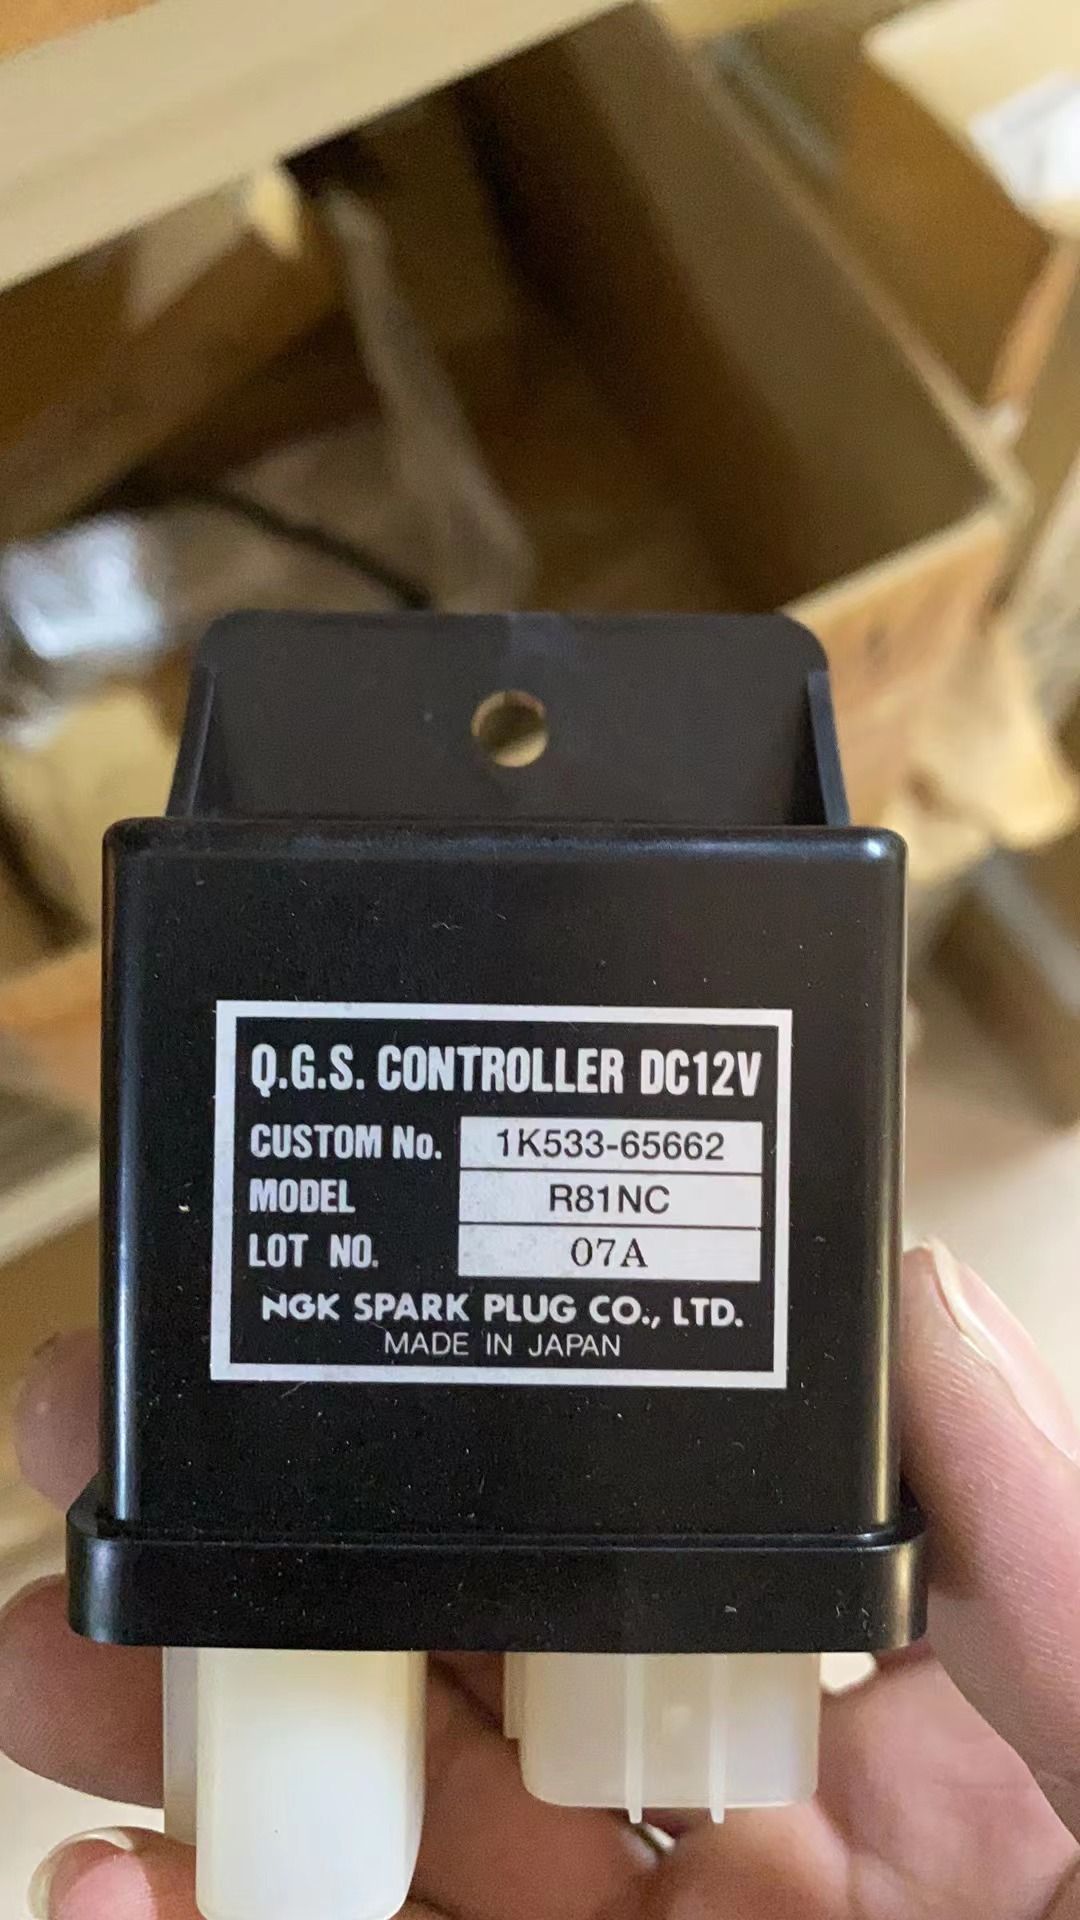 Q.G.S. CONTROLLER DC12V
CUSTOM No. 1K533-65662
MODEL R81NC
LOT NO. 07A
NGK SPARK PLUG CO., LTD.
MADE IN JAPAN